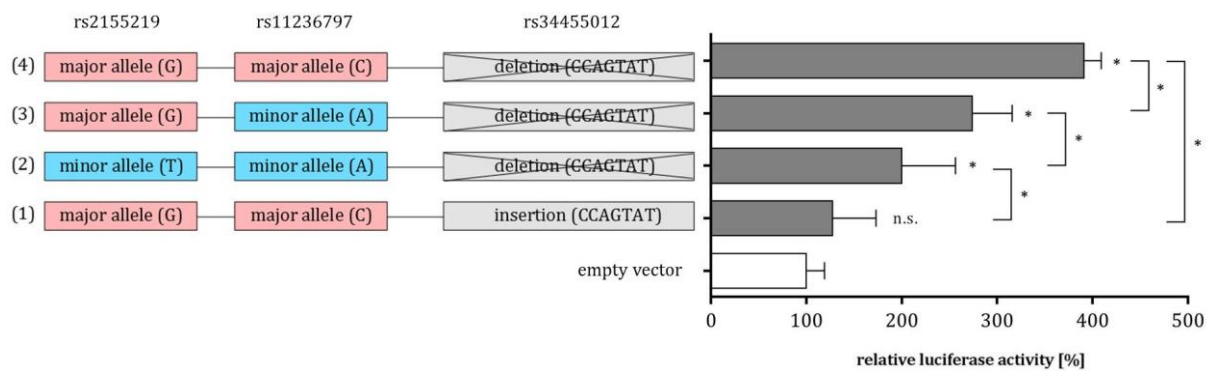 rs2155219 rs11236797 rs34455012
(4) major allele (G) major allele (C) deletion (CCAGTAT) *
*
(3) major allele (G) minor allele (A) deletion (CCAGTAT) *
* *
(2) minor allele (T) minor allele (A) deletion (CCAGTAT) *
*
(1) major allele (G) major allele (C) insertion (CCAGTAT) n.s.
empty vector
0 100 200 300 400 500
relative luciferase activity [%]